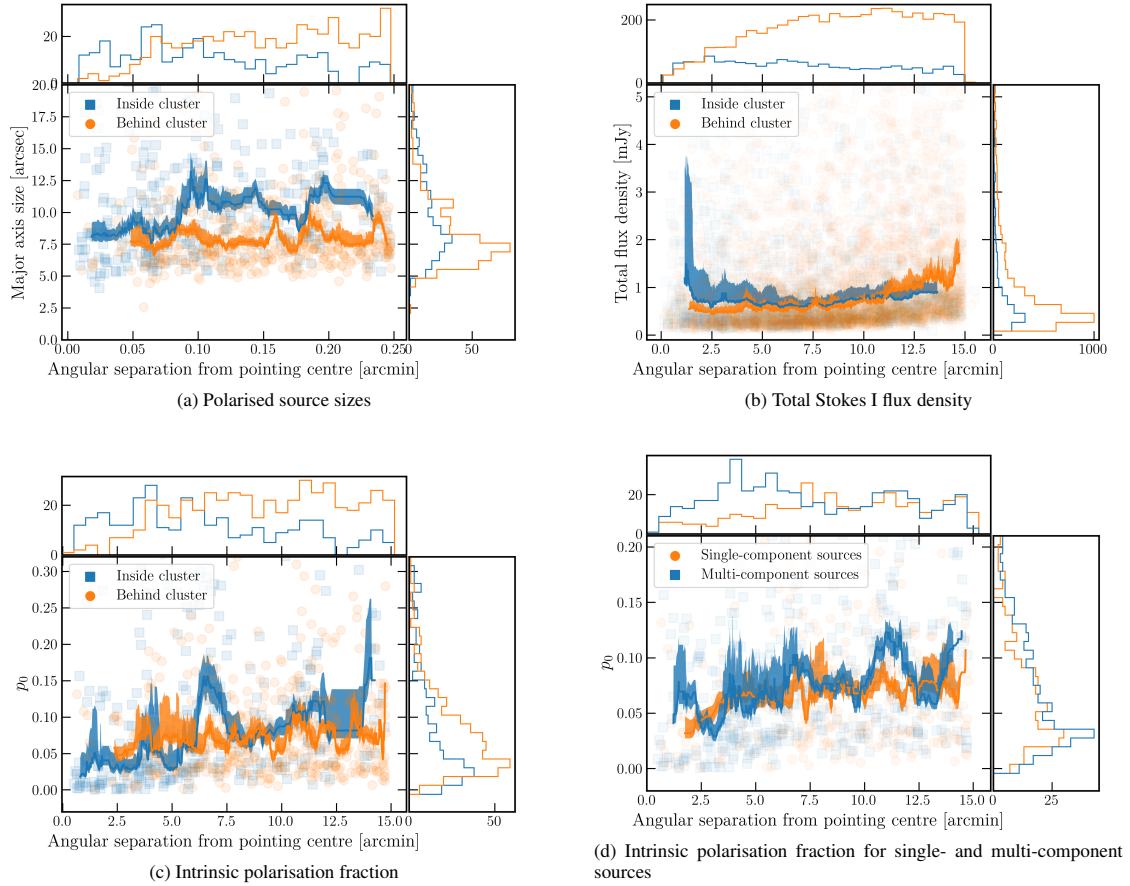 20
0
20.0
17.5
15.0
12.5
10.0
7.5
5.0
2.5
0.0
Major axis size [arcsec]
Inside cluster
Behind cluster
0.00 0.05 0.10 0.15 0.20 0.25 0 50
Angular separation from pointing centre [arcmin]
(a) Polarised source sizes
200
0
5
4
3
2
1
0
Total flux density [mJy]
Inside cluster
Behind cluster
0.0 2.5 5.0 7.5 10.0 12.5 15.0 0 1000
Angular separation from pointing centre [arcmin]
(b) Total Stokes I flux density
20
0
0.30
0.25
0.20
0.15
0.10
0.05
0.00
p0
Inside cluster
Behind cluster
0.0 2.5 5.0 7.5 10.0 12.5 15.0 0 50
Angular separation from pointing centre [arcmin]
(c) Intrinsic polarisation fraction
20
0
0.20
0.15
0.10
0.05
0.00
p0
Single-component sources
Multi-component sources
0.0 2.5 5.0 7.5 10.0 12.5 15.0 0 25
Angular separation from pointing centre [arcmin]
(d) Intrinsic polarisation fraction for single- and multi-component
sources